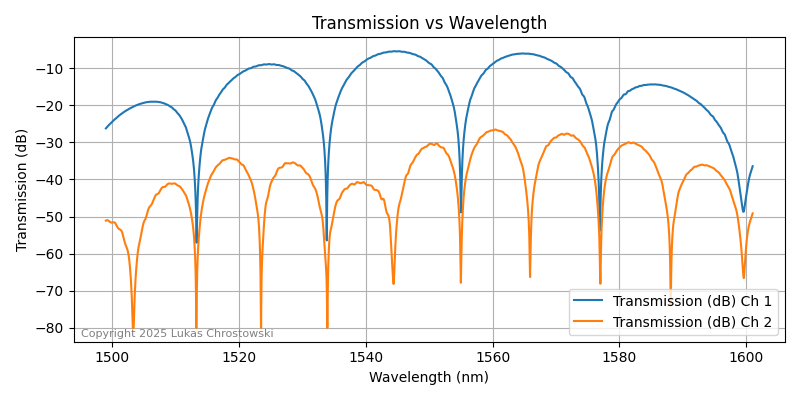 Transmission vs Wavelength
Transmission (dB)
−10
−20
−30
−40
−50
−60
−70
−80
Copyright 2025 Lukas Chrostowski
Transmission (dB) Ch 1
Transmission (dB) Ch 2
1500 1520 1540 1560 1580 1600
Wavelength (nm)